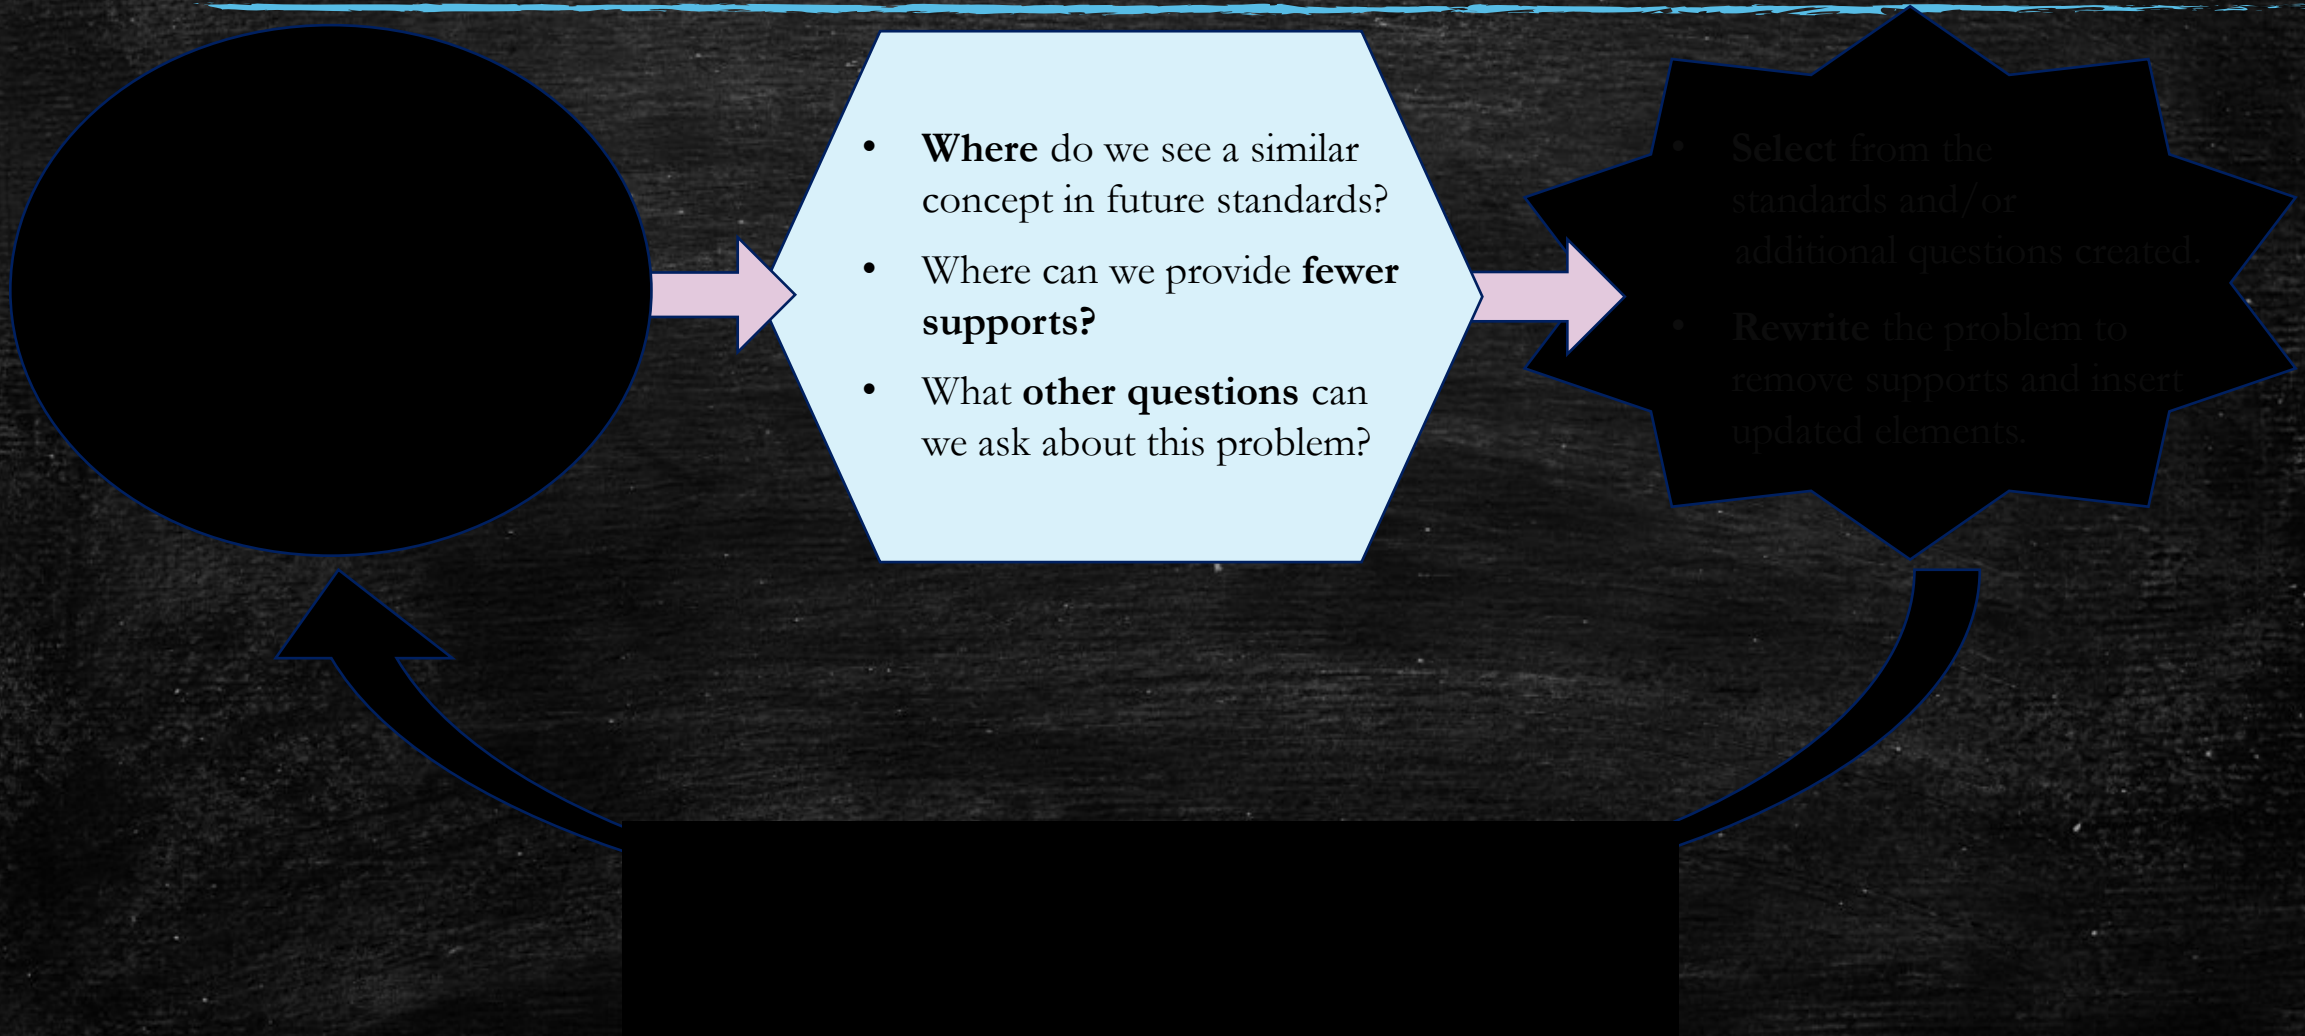 • Where do we see a similar
concept in future standards?
• Where can we provide fewer
supports?
• What other questions can
we ask about this problem?
• Select from the
standards and/or
additional questions created.
• Rewrite the problem to
remove supports and insert
updated elements.